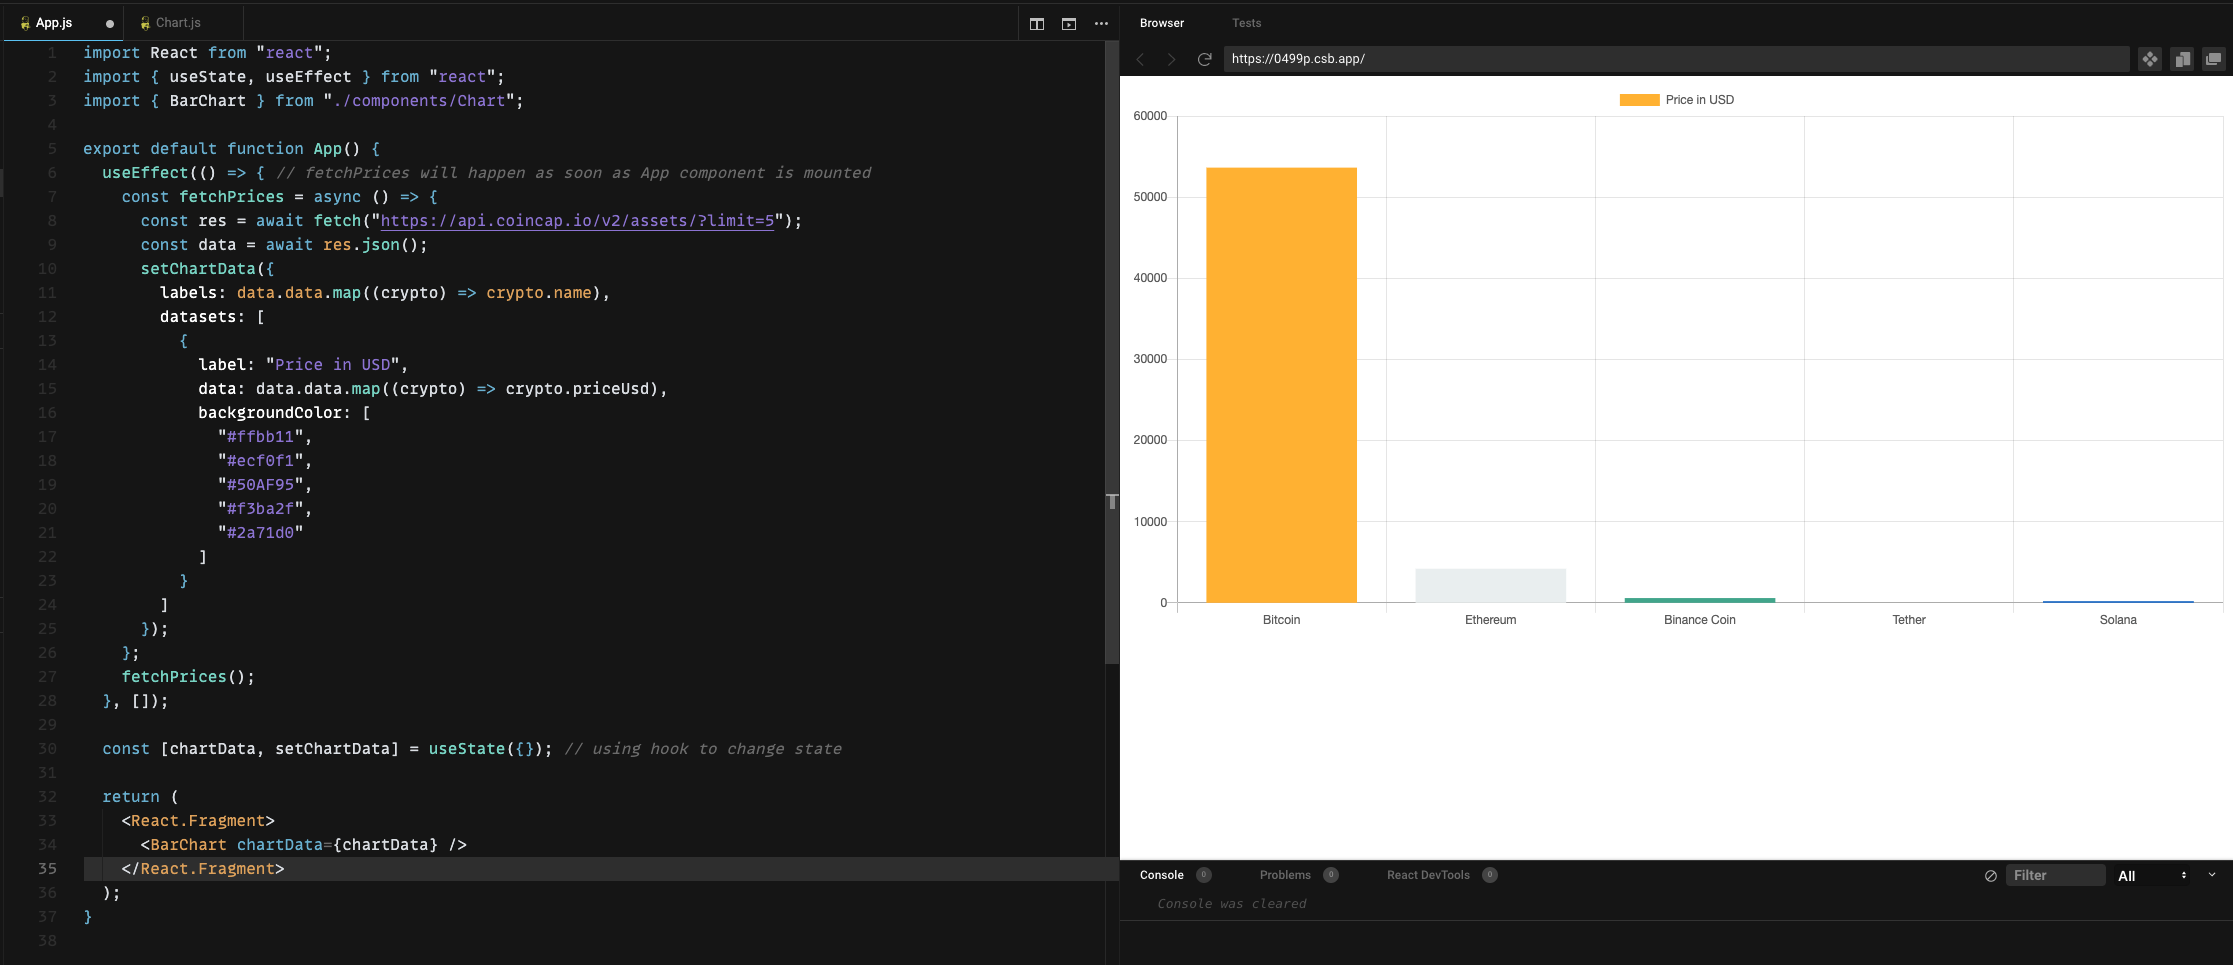 App.js
Chart.js
1 import React from "react";
2 import { useState, useEffect } from "react";
3 import { BarChart } from "./components/Chart";
4
5 export default function App() {
6 useEffect(() => { // fetchPrices will happen as soon as App component is mounted
7 const fetchPrices = async () => {
8 const res = await fetch("https://api.coincap.io/v2/assets/?limit=5");
9 const data = await res.json();
10 setChartData({
11 labels: data.data.map((crypto) => crypto.name),
12 datasets: [
13 {
14 label: "Price in USD",
15 data: data.data.map((crypto) => crypto.priceUsd),
16 backgroundColor: [
17 "#ffbb11",
18 "#ecf0f1",
19 "#50AF95",
20 "#f3ba2f",
21 "#2a71d0"
22 ]
23 }
24 ]
25 });
26 };
27 fetchPrices();
28 }, []);
29
30 const [chartData, setChartData] = useState({}); // using hook to change state
31
32 return (
33 <React.Fragment>
34 <BarChart chartData={chartData} />
35 </React.Fragment>
36 );
37 }
38
Browser Tests
https://0499p.csb.app/
Price in USD
60000
50000
40000
30000
20000
10000
0
Bitcoin Ethereum Binance Coin Tether Solana
Console 0 Problems 0 React DevTools 0 Filter All
Console was cleared